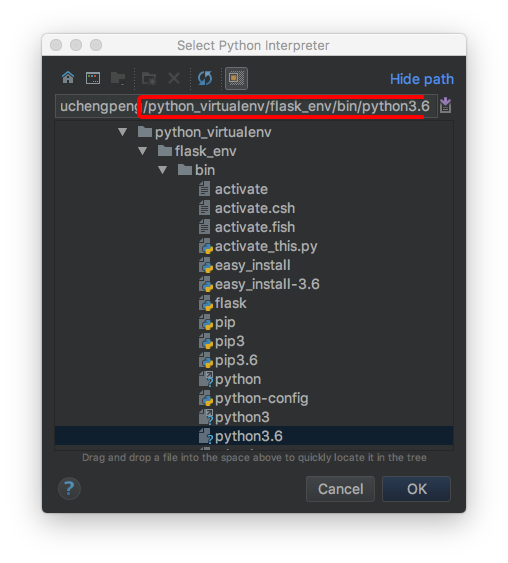 Select Python Interpreter
Hide path
uchengpeng/python_virtualenv/flask_env/bin/python3.6
python_virtualenv
flask_env
bin
activate
activate.csh
activate.fish
activate_this.py
easy_install
easy_install-3.6
flask
pip
pip3
pip3.6
python
python-config
python3
python3.6
Drag and drop a file into the space above to quickly locate it in the tree
?
Cancel
OK